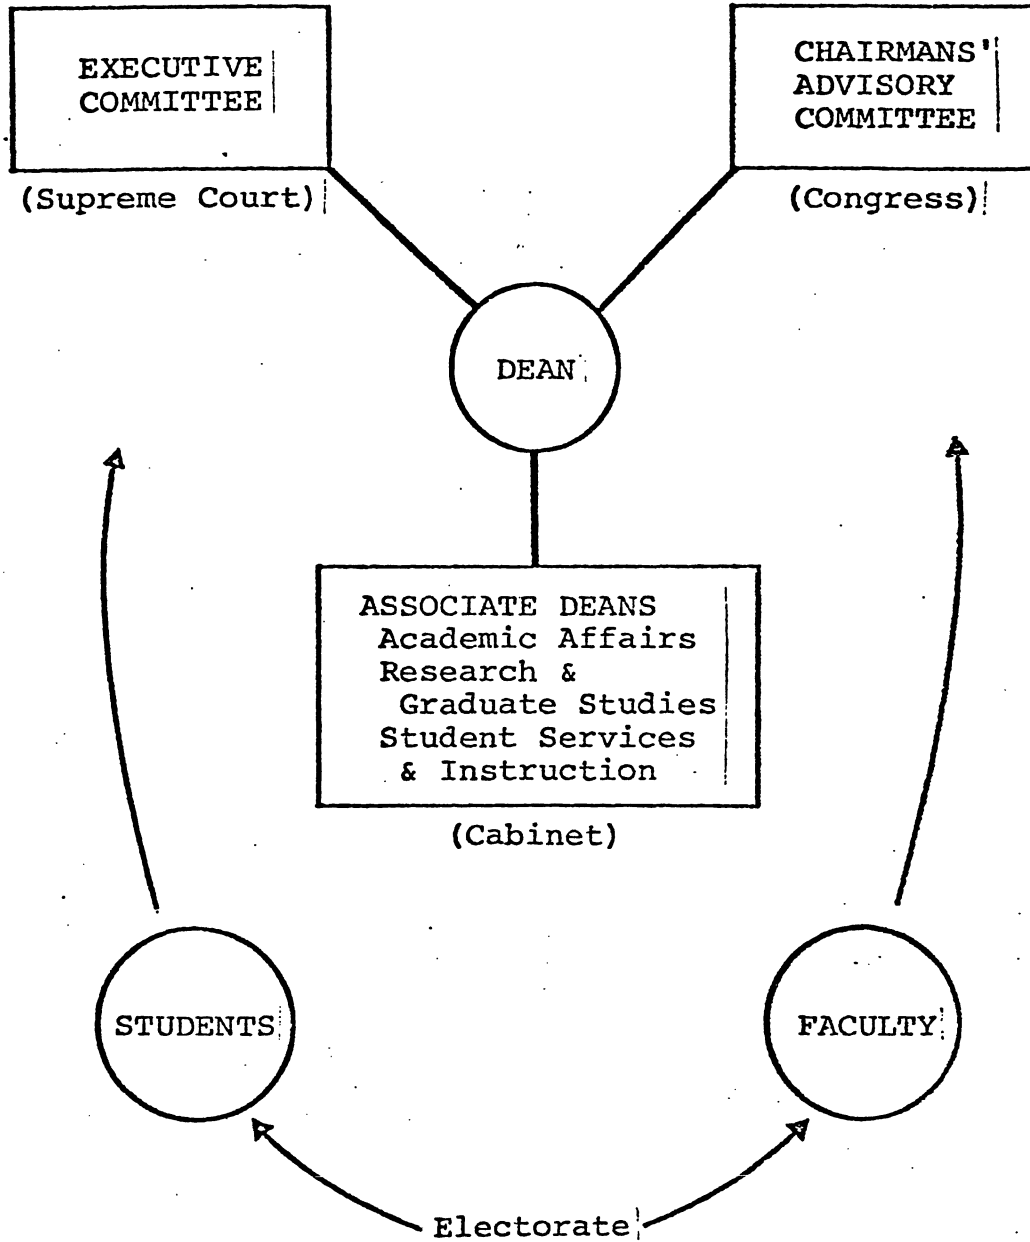 EXECUTIVE
COMMITTEE
(Supreme Court)
CHAIRMANS'
ADVISORY
COMMITTEE
(Congress)
DEAN
ASSOCIATE DEANS
Academic Affairs
Research &
Graduate Studies
Student Services
& Instruction
(Cabinet)
STUDENTS
FACULTY
Electorate